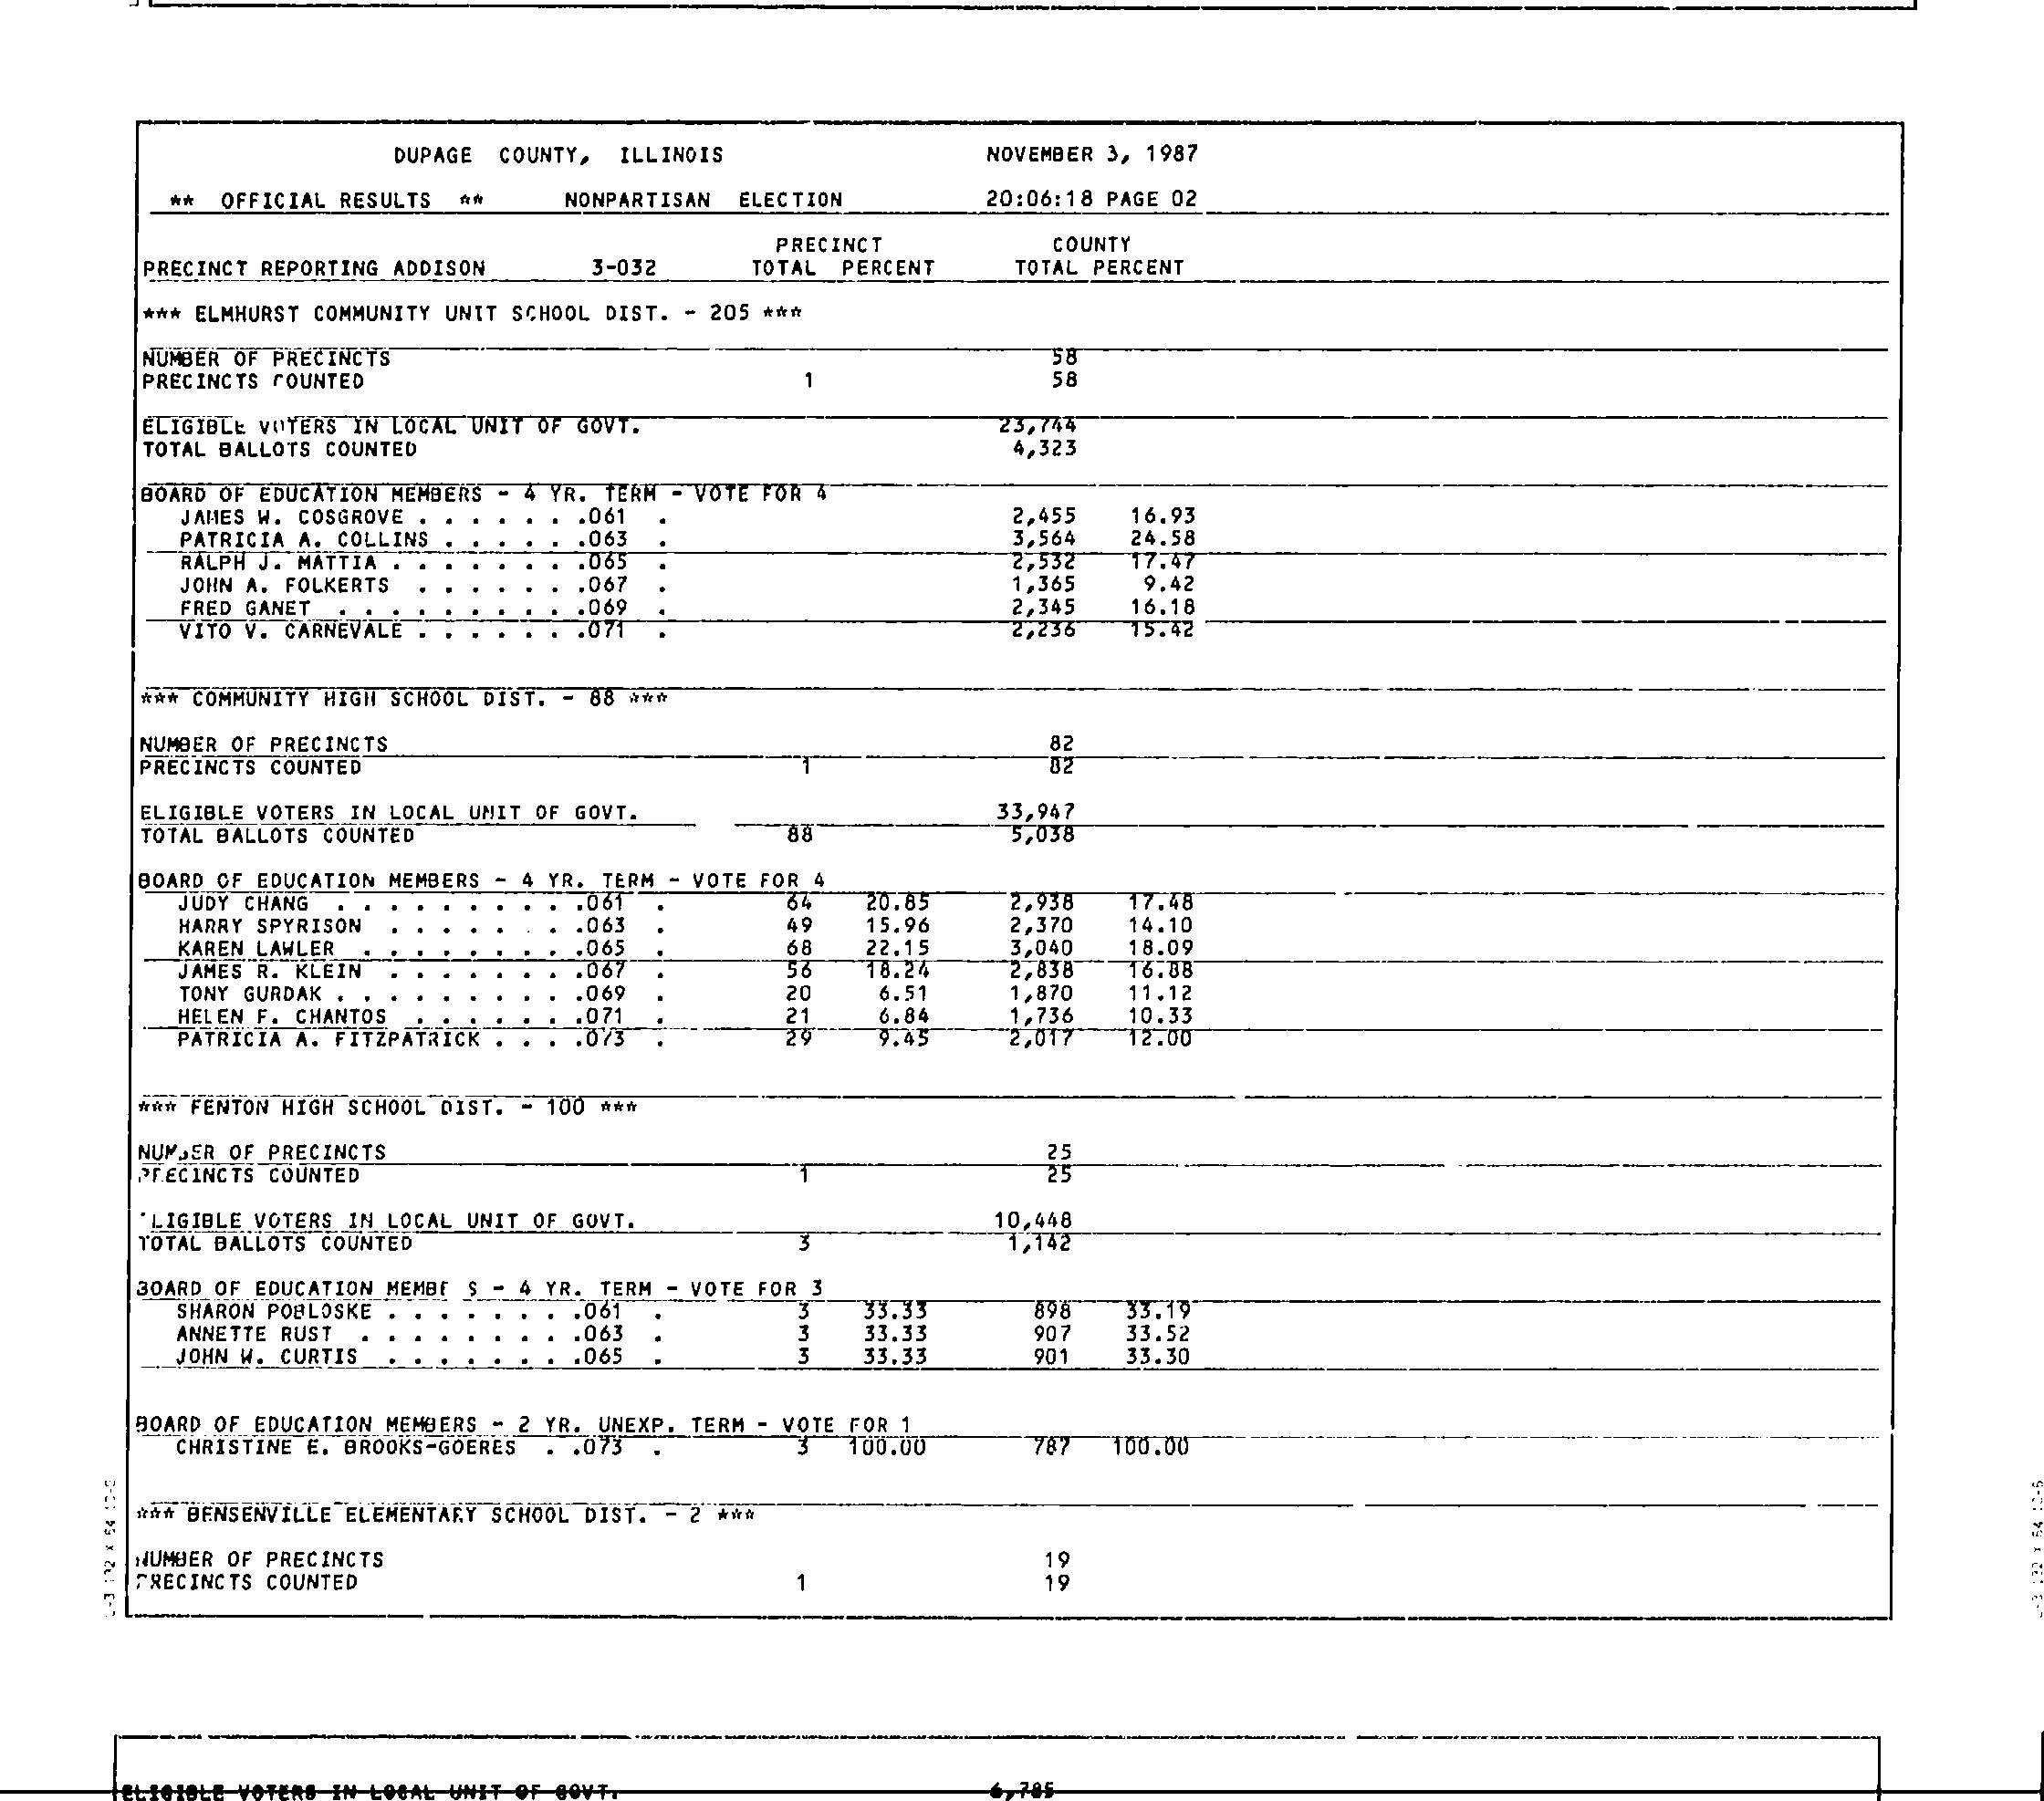 DUPAGE COUNTY, ILLINOIS NOVEMBER 3, 1987
** OFFICIAL RESULTS ** NONPARTISAN ELECTION 20:06:18 PAGE 02
PRECINCT COUNTY
PRECINCT REPORTING ADDISON 3-032 TOTAL PERCENT TOTAL PERCENT
*** ELMHURST COMMUNITY UNIT SCHOOL DIST. - 205 ***
NUMBER OF PRECINCTS 58
PRECINCTS COUNTED 1 58
ELIGIBLE VOTERS IN LOCAL UNIT OF GOVT. 23,744
TOTAL BALLOTS COUNTED 4,323
BOARD OF EDUCATION MEMBERS - 4 YR. TERM - VOTE FOR 4
JAMES W. COSGROVE . . . . . . .061 . 2,455 16.93
PATRICIA A. COLLINS . . . . . .063 . 3,564 24.58
RALPH J. MATTIA . . . . . . . .065 . 2,532 17.47
JOHN A. FOLKERTS . . . . . . .067 . 1,365 9.42
FRED GANET . . . . . . . . . .069 . 2,345 16.18
VITO V. CARNEVALE . . . . . . .071 . 2,236 15.42
*** COMMUNITY HIGH SCHOOL DIST. - 88 ***
NUMBER OF PRECINCTS 82
PRECINCTS COUNTED 1 82
ELIGIBLE VOTERS IN LOCAL UNIT OF GOVT. 33,947
TOTAL BALLOTS COUNTED 88 5,038
BOARD OF EDUCATION MEMBERS - 4 YR. TERM - VOTE FOR 4
JUDY CHANG . . . . . . . . . .061 . 64 20.85 2,938 17.48
HARRY SPYRISON . . . . . . . .063 . 49 15.96 2,370 14.10
KAREN LAWLER . . . . . . . . .065 . 68 22.15 3,040 18.09
JAMES R. KLEIN . . . . . . . .067 . 56 18.24 2,838 16.88
TONY GURDAK . . . . . . . . . .069 . 20 6.51 1,870 11.12
HELEN F. CHANTOS . . . . . . .071 . 21 6.84 1,736 10.33
PATRICIA A. FITZPATRICK . . . .073 . 29 9.45 2,017 12.00
*** FENTON HIGH SCHOOL DIST. - 100 ***
NUMBER OF PRECINCTS 25
PRECINCTS COUNTED 1 25
ELIGIBLE VOTERS IN LOCAL UNIT OF GOVT. 10,448
TOTAL BALLOTS COUNTED 3 1,142
BOARD OF EDUCATION MEMBE S - 4 YR. TERM - VOTE FOR 3
SHARON POBLOSKE . . . . . . . .061 . 3 33.33 898 33.19
ANNETTE RUST . . . . . . . . .063 . 3 33.33 907 33.52
JOHN W. CURTIS . . . . . . . .065 . 3 33.33 901 33.30
BOARD OF EDUCATION MEMBERS - 2 YR. UNEXP. TERM - VOTE FOR 1
CHRISTINE E. BROOKS-GOERES . .073 . 3 100.00 787 100.00
*** BENSENVILLE ELEMENTARY SCHOOL DIST. - 2 ***
NUMBER OF PRECINCTS 19
PRECINCTS COUNTED 1 19
ELIGIBLE VOTERS IN LOCAL UNIT OF GOVT. 6,785